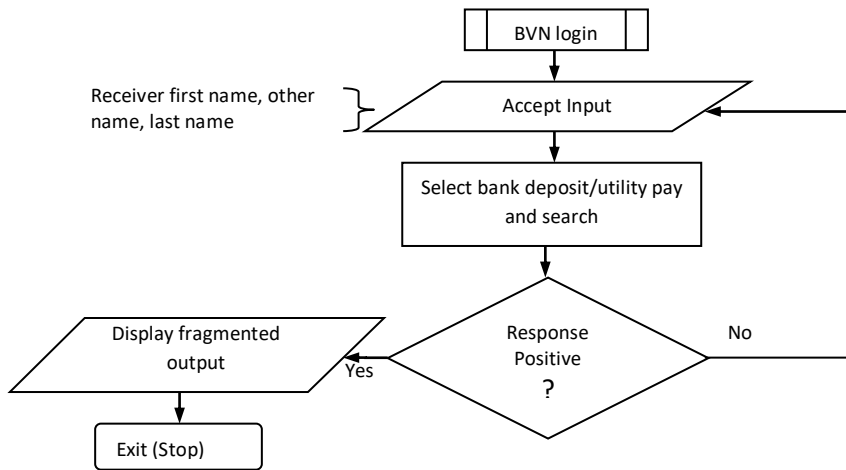 BVN login
Receiver first name, other
name, last name
Accept Input
Select bank deposit/utility pay
and search
Response
Positive
?
No
Yes
Display fragmented
output
Exit (Stop)